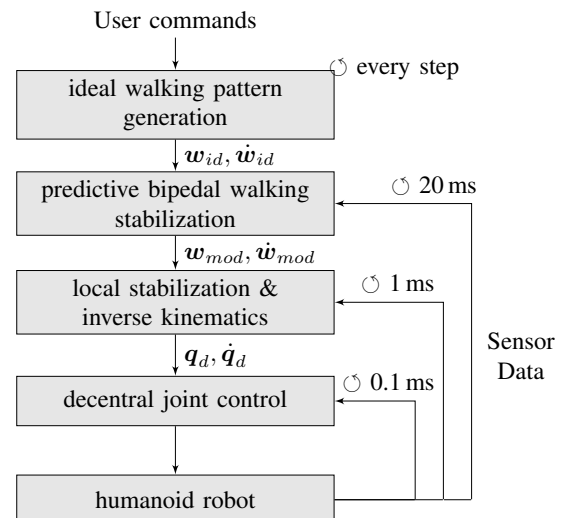 User commands
↺ every step
ideal walking pattern
generation
w_id, ẇ_id
predictive bipedal walking
stabilization
↺ 20 ms
w_mod, ẇ_mod
local stabilization &
inverse kinematics
↺ 1 ms
q_d, q̇_d
Sensor
Data
decentral joint control
↺ 0.1 ms
humanoid robot